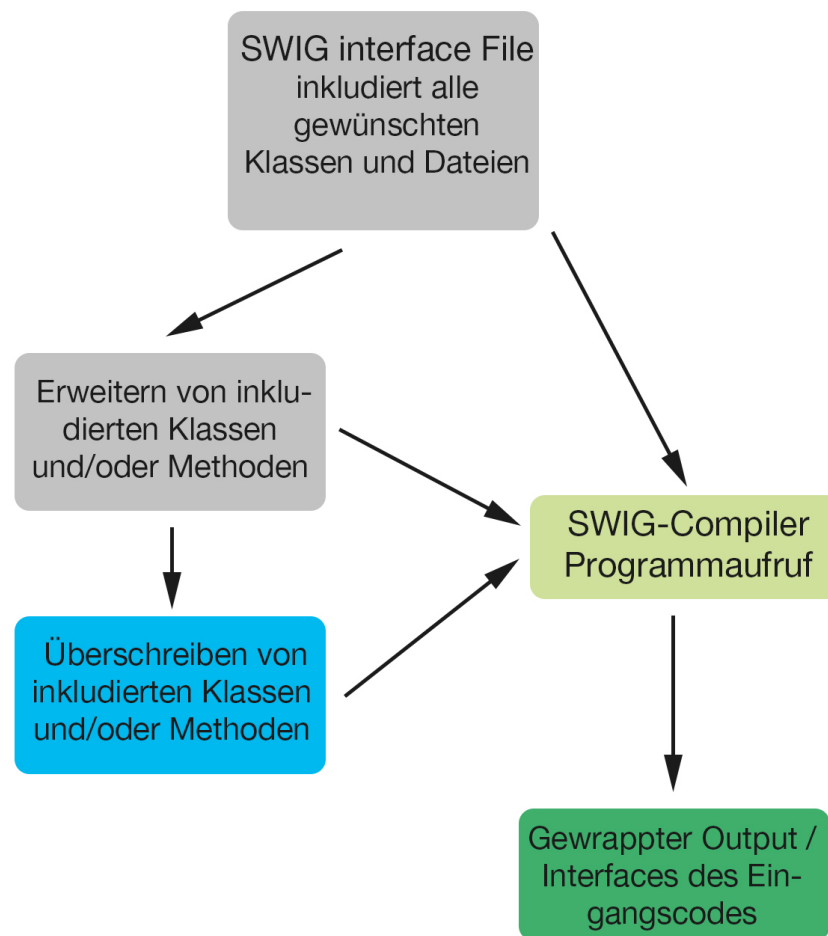 SWIG interface File
inkludiert alle
gewünschten
Klassen und Dateien
Erweitern von inklu-
dierten Klassen
und/oder Methoden
SWIG-Compiler
Programmaufruf
Überschreiben von
inkludierten Klassen
und/oder Methoden
Gewrappter Output /
Interfaces des Ein-
gangscodes